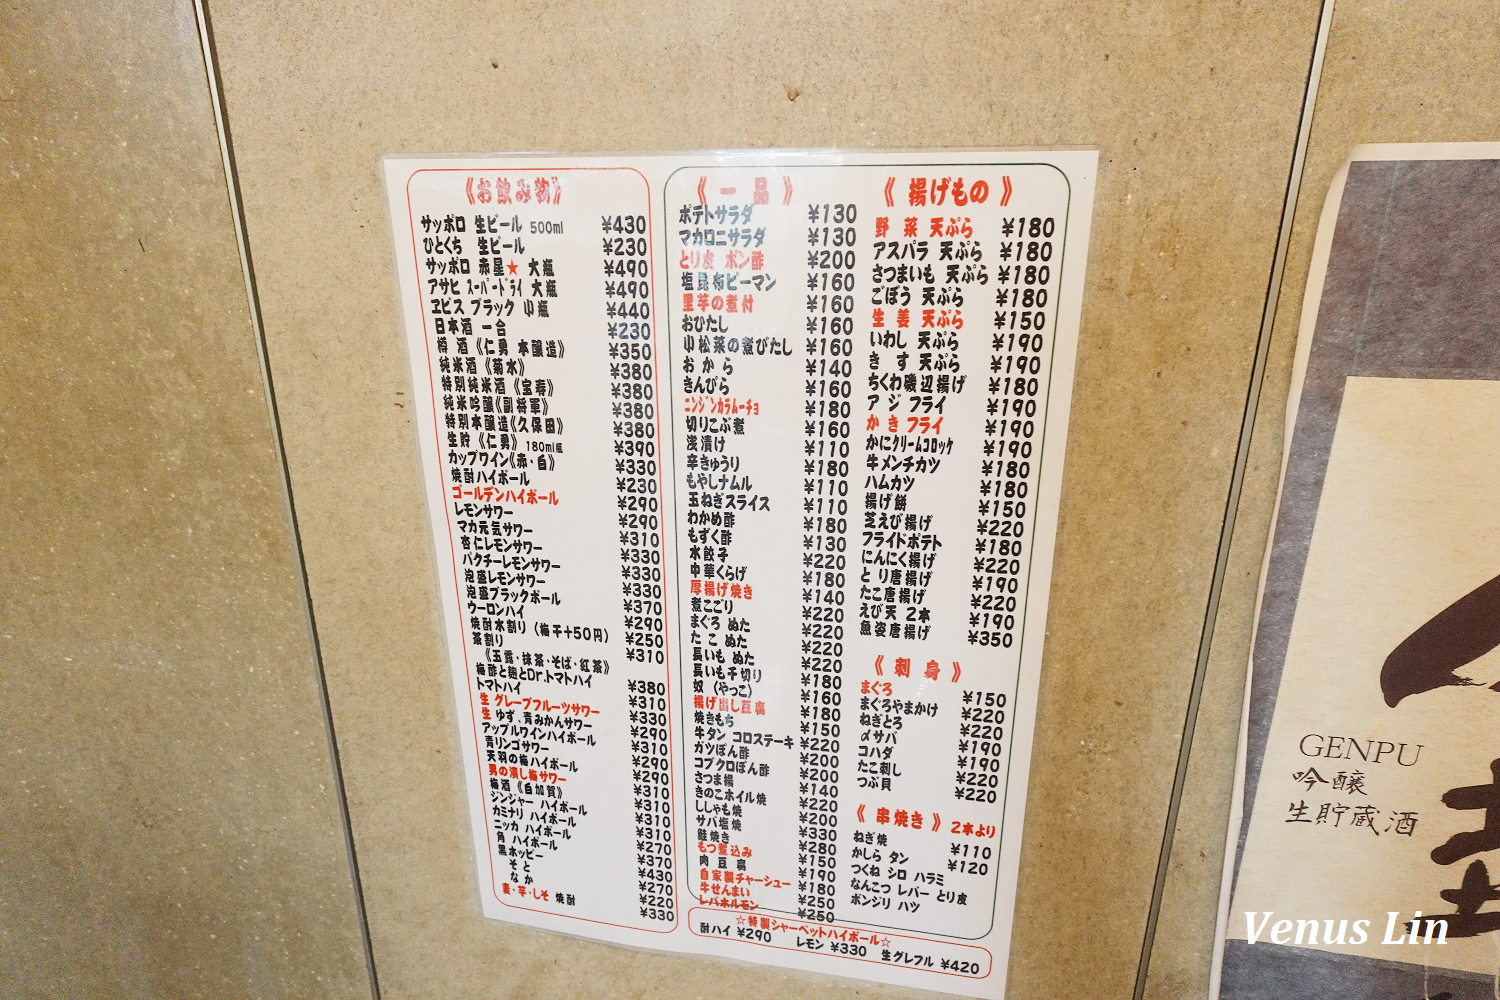 《お飲み物》
サッポロ 生ビール 500ml ¥430
ひとくち 生ビール ¥230
サッポロ 赤星★ 大瓶 ¥490
アサヒ スーパードライ 大瓶 ¥490
ヱビス ブラック 小瓶 ¥440
日本酒 一合 ¥230
樽 酒《仁勇 本醸造》 ¥350
純米酒《菊水》 ¥380
特別純米酒《宝寿》 ¥380
純米吟醸《副将軍》 ¥380
特別本醸造《久保田》 ¥380
生貯《仁勇》180ml瓶 ¥390
カップワイン《赤・白》 ¥330
焼酎ハイボール ¥230
ゴールデンハイボール ¥290
レモンサワー ¥290
マカ元気サワー ¥310
杏仁レモンサワー ¥330
パクチーレモンサワー ¥330
泡盛レモンサワー ¥330
泡盛ブラックボール ¥370
ウーロンハイ ¥290
焼酎水割り(梅干+50円) ¥250
茶割り ¥310
《玉露・抹茶・そば・紅茶》
梅酢と麹とDr.トマトハイ ¥380
トマトハイ ¥310
生 グレープフルーツサワー ¥330
生 ゆず、青みかんサワー ¥290
アップルワインハイボール ¥310
青リンゴサワー ¥290
天羽の梅ハイボール ¥290
男の潰し梅サワー ¥310
梅酒《白加賀》 ¥310
ジンジャー ハイボール ¥310
カミナリ ハイボール ¥310
ニッカ ハイボール ¥270
角 ハイボール ¥370
黒ホッピー ¥430
そと ¥270
なか ¥220
麦・芋・しそ 焼酎 ¥330
《一品》
ポテトサラダ ¥130
マカロニサラダ ¥130
とり皮 ポン酢 ¥200
塩昆布ピーマン ¥160
里芋の煮付 ¥160
おひたし ¥160
小松菜の煮びたし ¥160
おから ¥140
きんぴら ¥160
ニンジンカラムーチョ ¥180
切りこぶ煮 ¥160
浅漬け ¥110
辛きゅうり ¥180
もやしナムル ¥110
玉ねぎスライス ¥110
わかめ酢 ¥180
もずく酢 ¥130
水餃子 ¥220
中華くらげ ¥180
厚揚げ焼き ¥140
煮こごり ¥220
まぐろ ぬた ¥220
たこ ぬた ¥220
長いも ぬた ¥220
長いも千切り ¥180
奴(やっこ) ¥160
揚げ出し豆腐 ¥180
焼きもち ¥150
牛タン コロステーキ ¥220
ガツぽん酢 ¥200
コブクロぽん酢 ¥200
さつま揚 ¥140
きのこホイル焼 ¥220
ししゃも焼 ¥200
サバ塩焼 ¥330
鮭焼き ¥280
もつ煮込み ¥150
肉豆腐 ¥190
自家製チャーシュー ¥180
牛せんまい ¥250
レバホルモン ¥250
《揚げもの》
野菜 天ぷら ¥180
アスパラ 天ぷら ¥180
さつまいも 天ぷら ¥180
ごぼう 天ぷら ¥180
生姜 天ぷら ¥150
いわし 天ぷら ¥190
きす 天ぷら ¥190
ちくわ磯辺揚げ ¥180
アジフライ ¥190
かきフライ ¥190
かにクリームコロッケ ¥190
牛メンチカツ ¥180
ハムカツ ¥180
揚げ餅 ¥150
芝えび揚げ ¥220
フライドポテト ¥180
にんにく揚げ ¥220
とり唐揚げ ¥190
たこ唐揚げ ¥220
えび天 2本 ¥190
魚姿唐揚げ ¥350
《刺身》
まぐろ ¥150
まぐろやまかけ ¥220
ねぎとろ ¥220
〆サバ ¥190
コハダ ¥190
たこ刺し ¥220
つぶ貝 ¥220
《串焼き》2本より
ねぎ焼 ¥110
かしら タン ¥120
つくね シロ ハラミ
なんこつ レバー とり皮
ボンジリ ハツ
☆特製シャーベットハイボール☆
酎ハイ ¥290 レモン ¥330 生グレフル ¥420
GENPU
吟醸
生貯蔵酒
Venus Lin